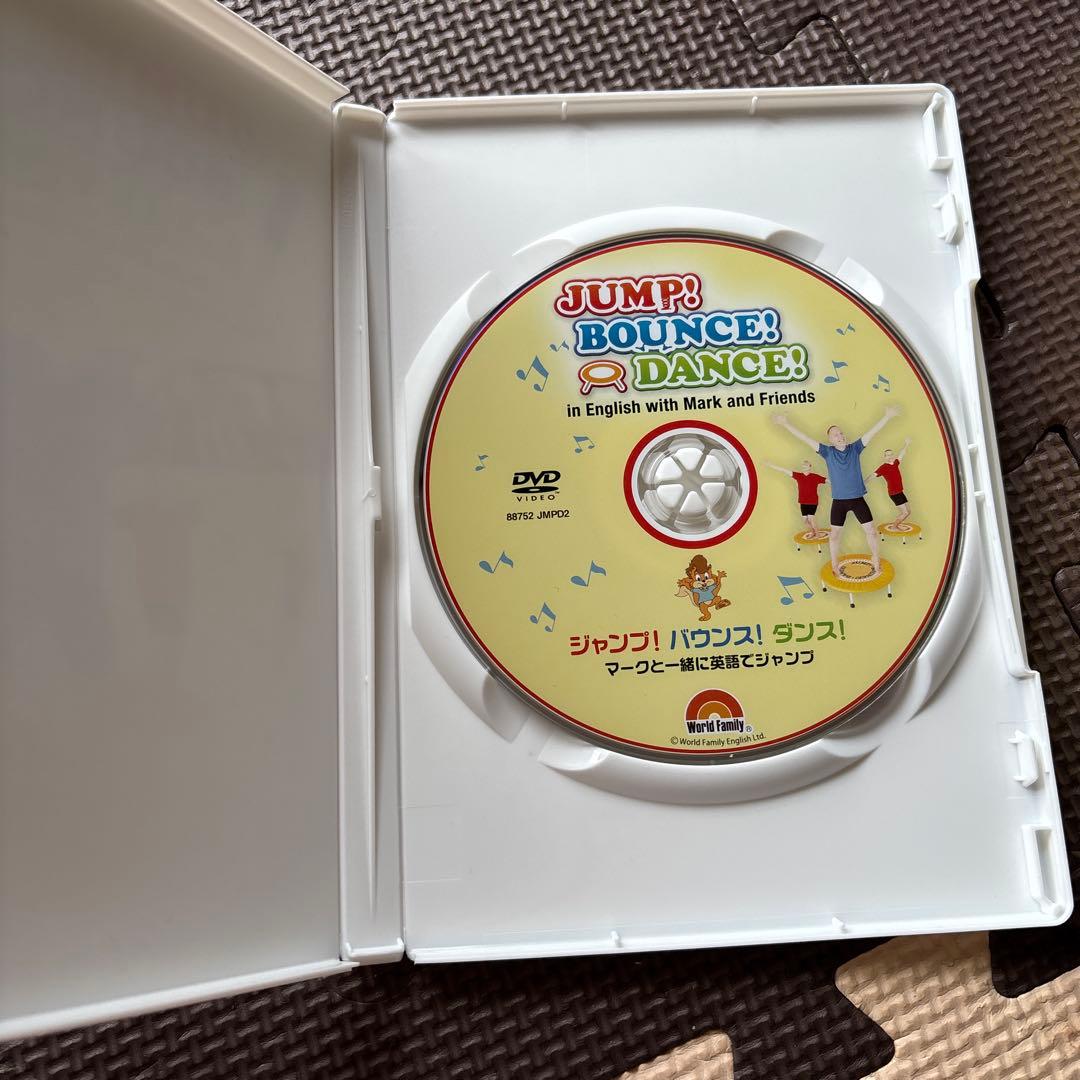 JUMP!
BOUNCE!
DANCE!
in English with Mark and Friends
DVD
VIDEO™
88752 JMPD2
ジャンプ! バウンス! ダンス!
マークと一緒に英語でジャンプ
World Family®
© World Family English Ltd.